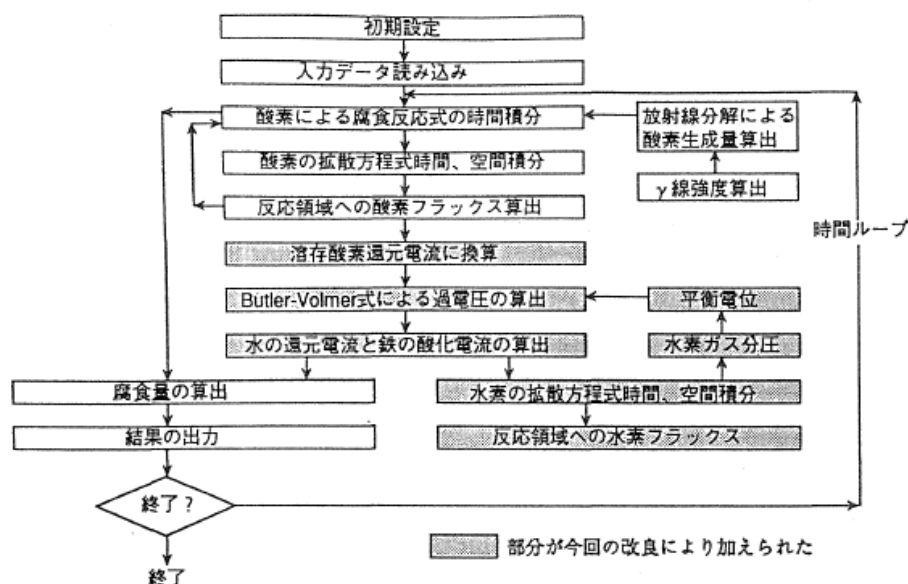 初期設定
入力データ読み込み
酸素による腐食反応式の時間積分
放射線分解による
酸素生成量算出
酸素の拡散方程式時間、空間積分
γ線強度算出
反応領域への酸素フラックス算出
時間ループ
溶存酸素還元電流に換算
Butler-Volmer式による過電圧の算出
平衡電位
水の還元電流と鉄の酸化電流の算出
水素ガス分圧
腐食量の算出
水素の拡散方程式時間、空間積分
結果の出力
反応領域への水素フラックス
終了?
部分が今回の改良により加えられた
終了